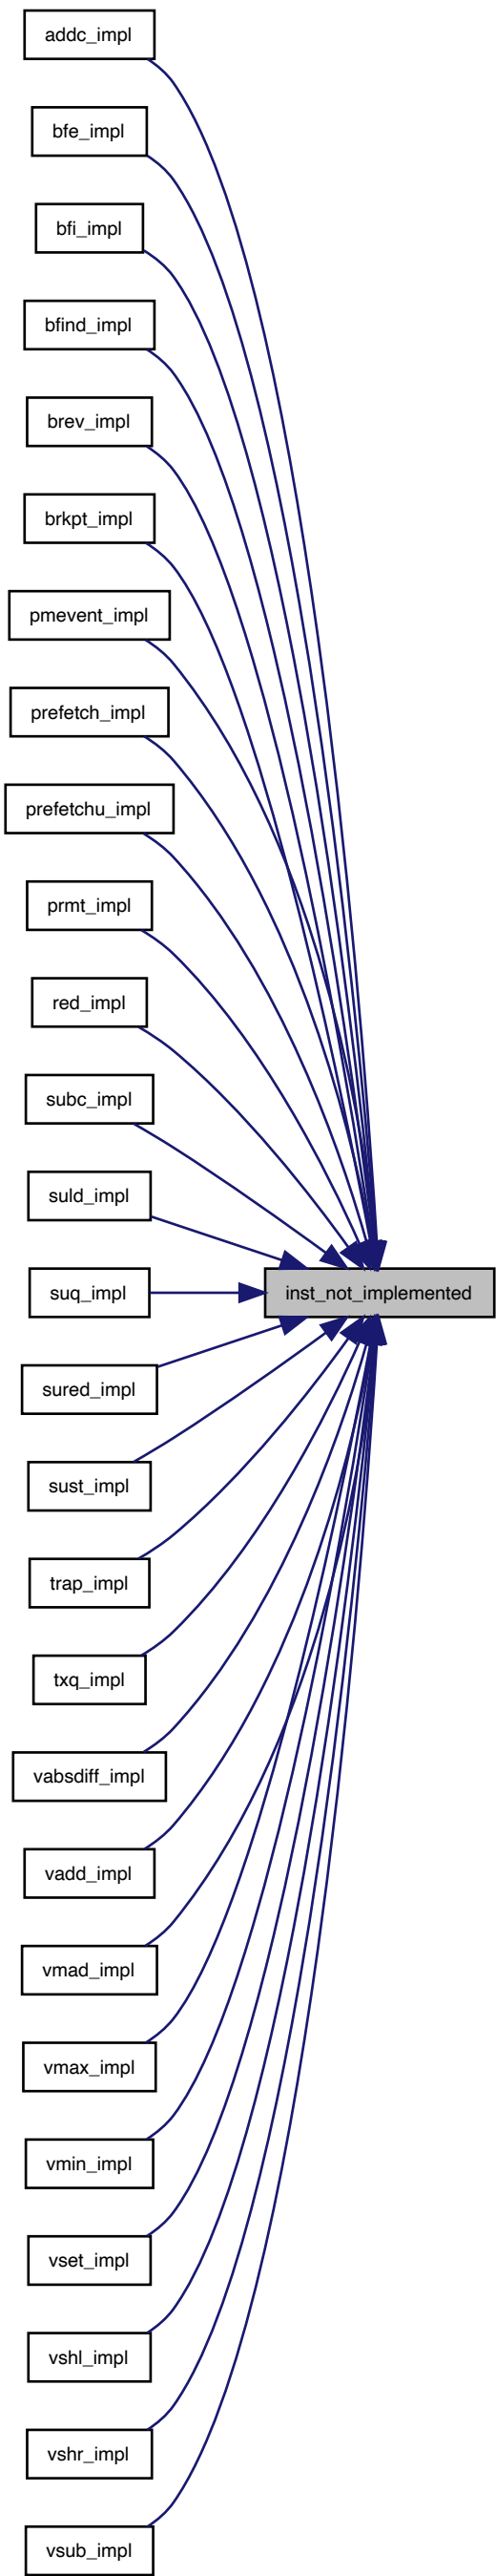 addc_impl
bfe_impl
bfi_impl
bfind_impl
brev_impl
brkpt_impl
pmevent_impl
prefetch_impl
prefetchu_impl
prmt_impl
red_impl
subc_impl
suld_impl
suq_impl
inst_not_implemented
sured_impl
sust_impl
trap_impl
txq_impl
vabsdiff_impl
vadd_impl
vmad_impl
vmax_impl
vmin_impl
vset_impl
vshl_impl
vshr_impl
vsub_impl